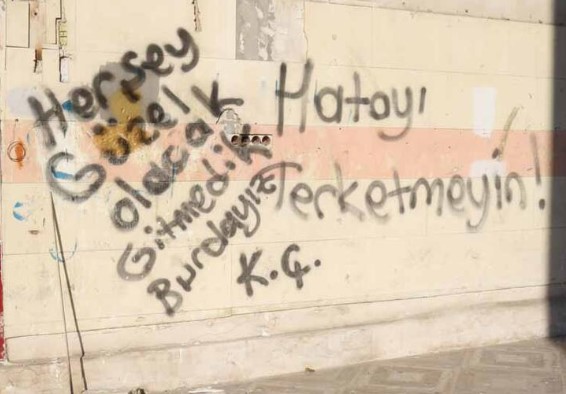 Herşey
Güzel
olacak
Gitmedik
Burdayız
K.G.
Hatayı
Terketmeyin!